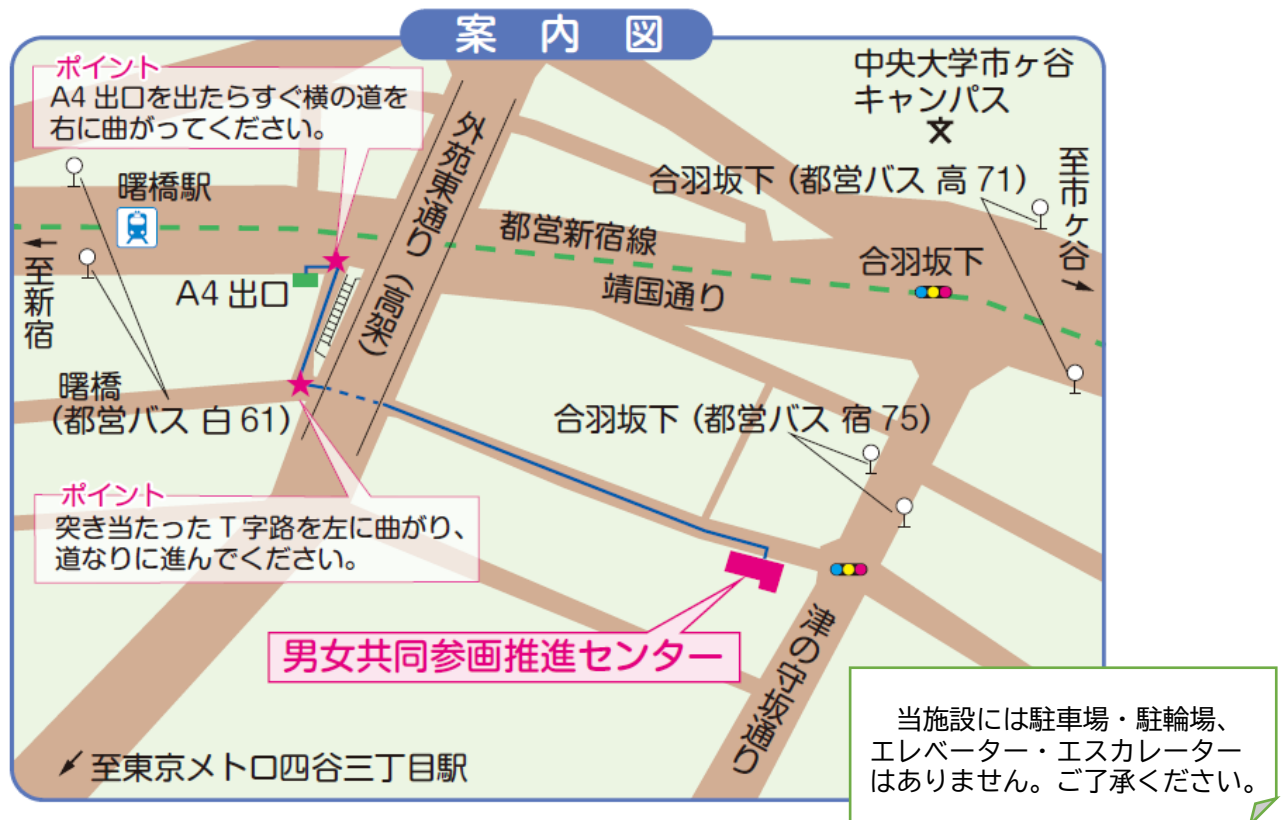 案内図
ポイント
A4 出口を出たらすぐ横の道を
右に曲がってください。
中央大学市ヶ谷
キャンパス
文
外苑東通り（高架）
合羽坂下（都営バス 高 71）
至市ヶ谷
曙橋駅
都営新宿線
合羽坂下
至新宿
A4 出口
靖国通り
曙橋
（都営バス 白 61）
合羽坂下（都営バス 宿 75）
ポイント
突き当たった T 字路を左に曲がり、
道なりに進んでください。
男女共同参画推進センター
津の守坂通り
至東京メトロ四谷三丁目駅
当施設には駐車場・駐輪場、
エレベーター・エスカレーター
はありません。ご了承ください。